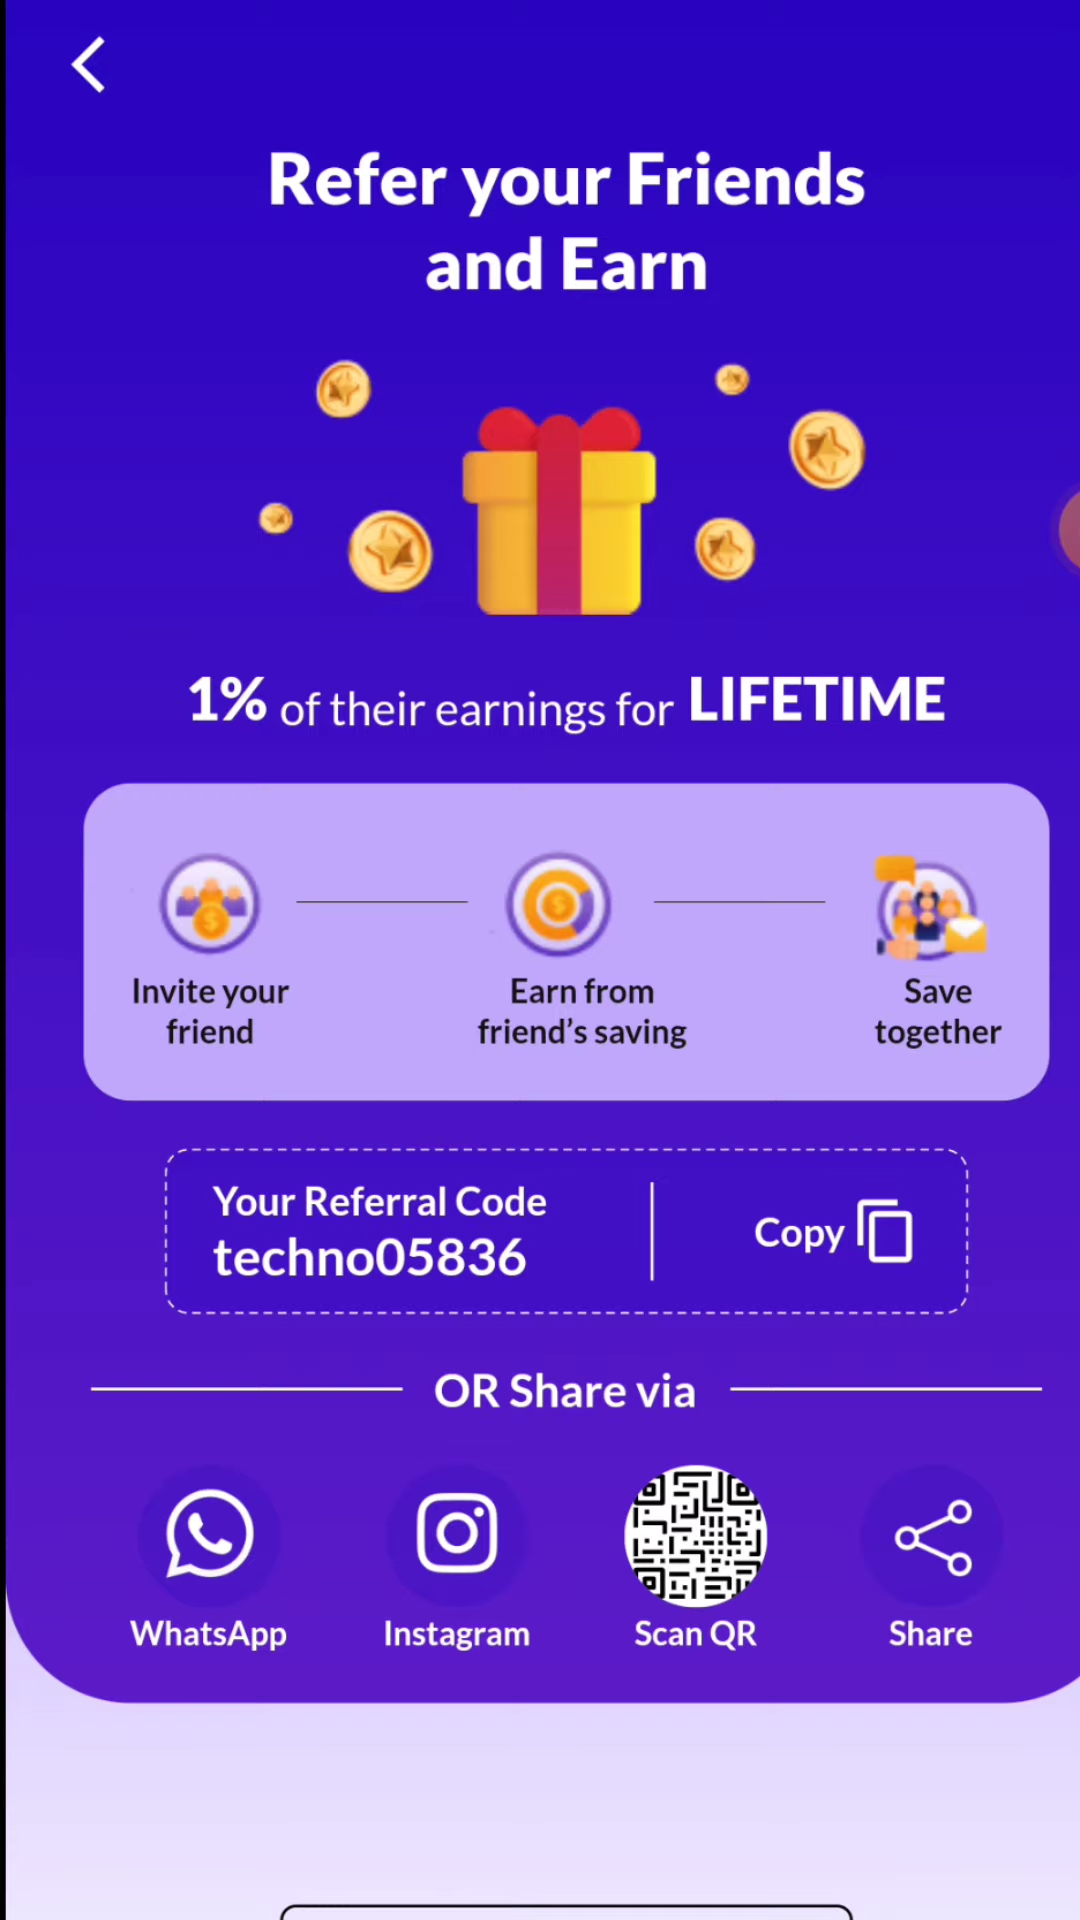 Refer your Friends
and Earn
1% of their earnings for LIFETIME
Invite your
friend
Earn from
friend's saving
Save
together
Your Referral Code
techno05836
Copy
OR Share via
WhatsApp
Instagram
Scan QR
Share